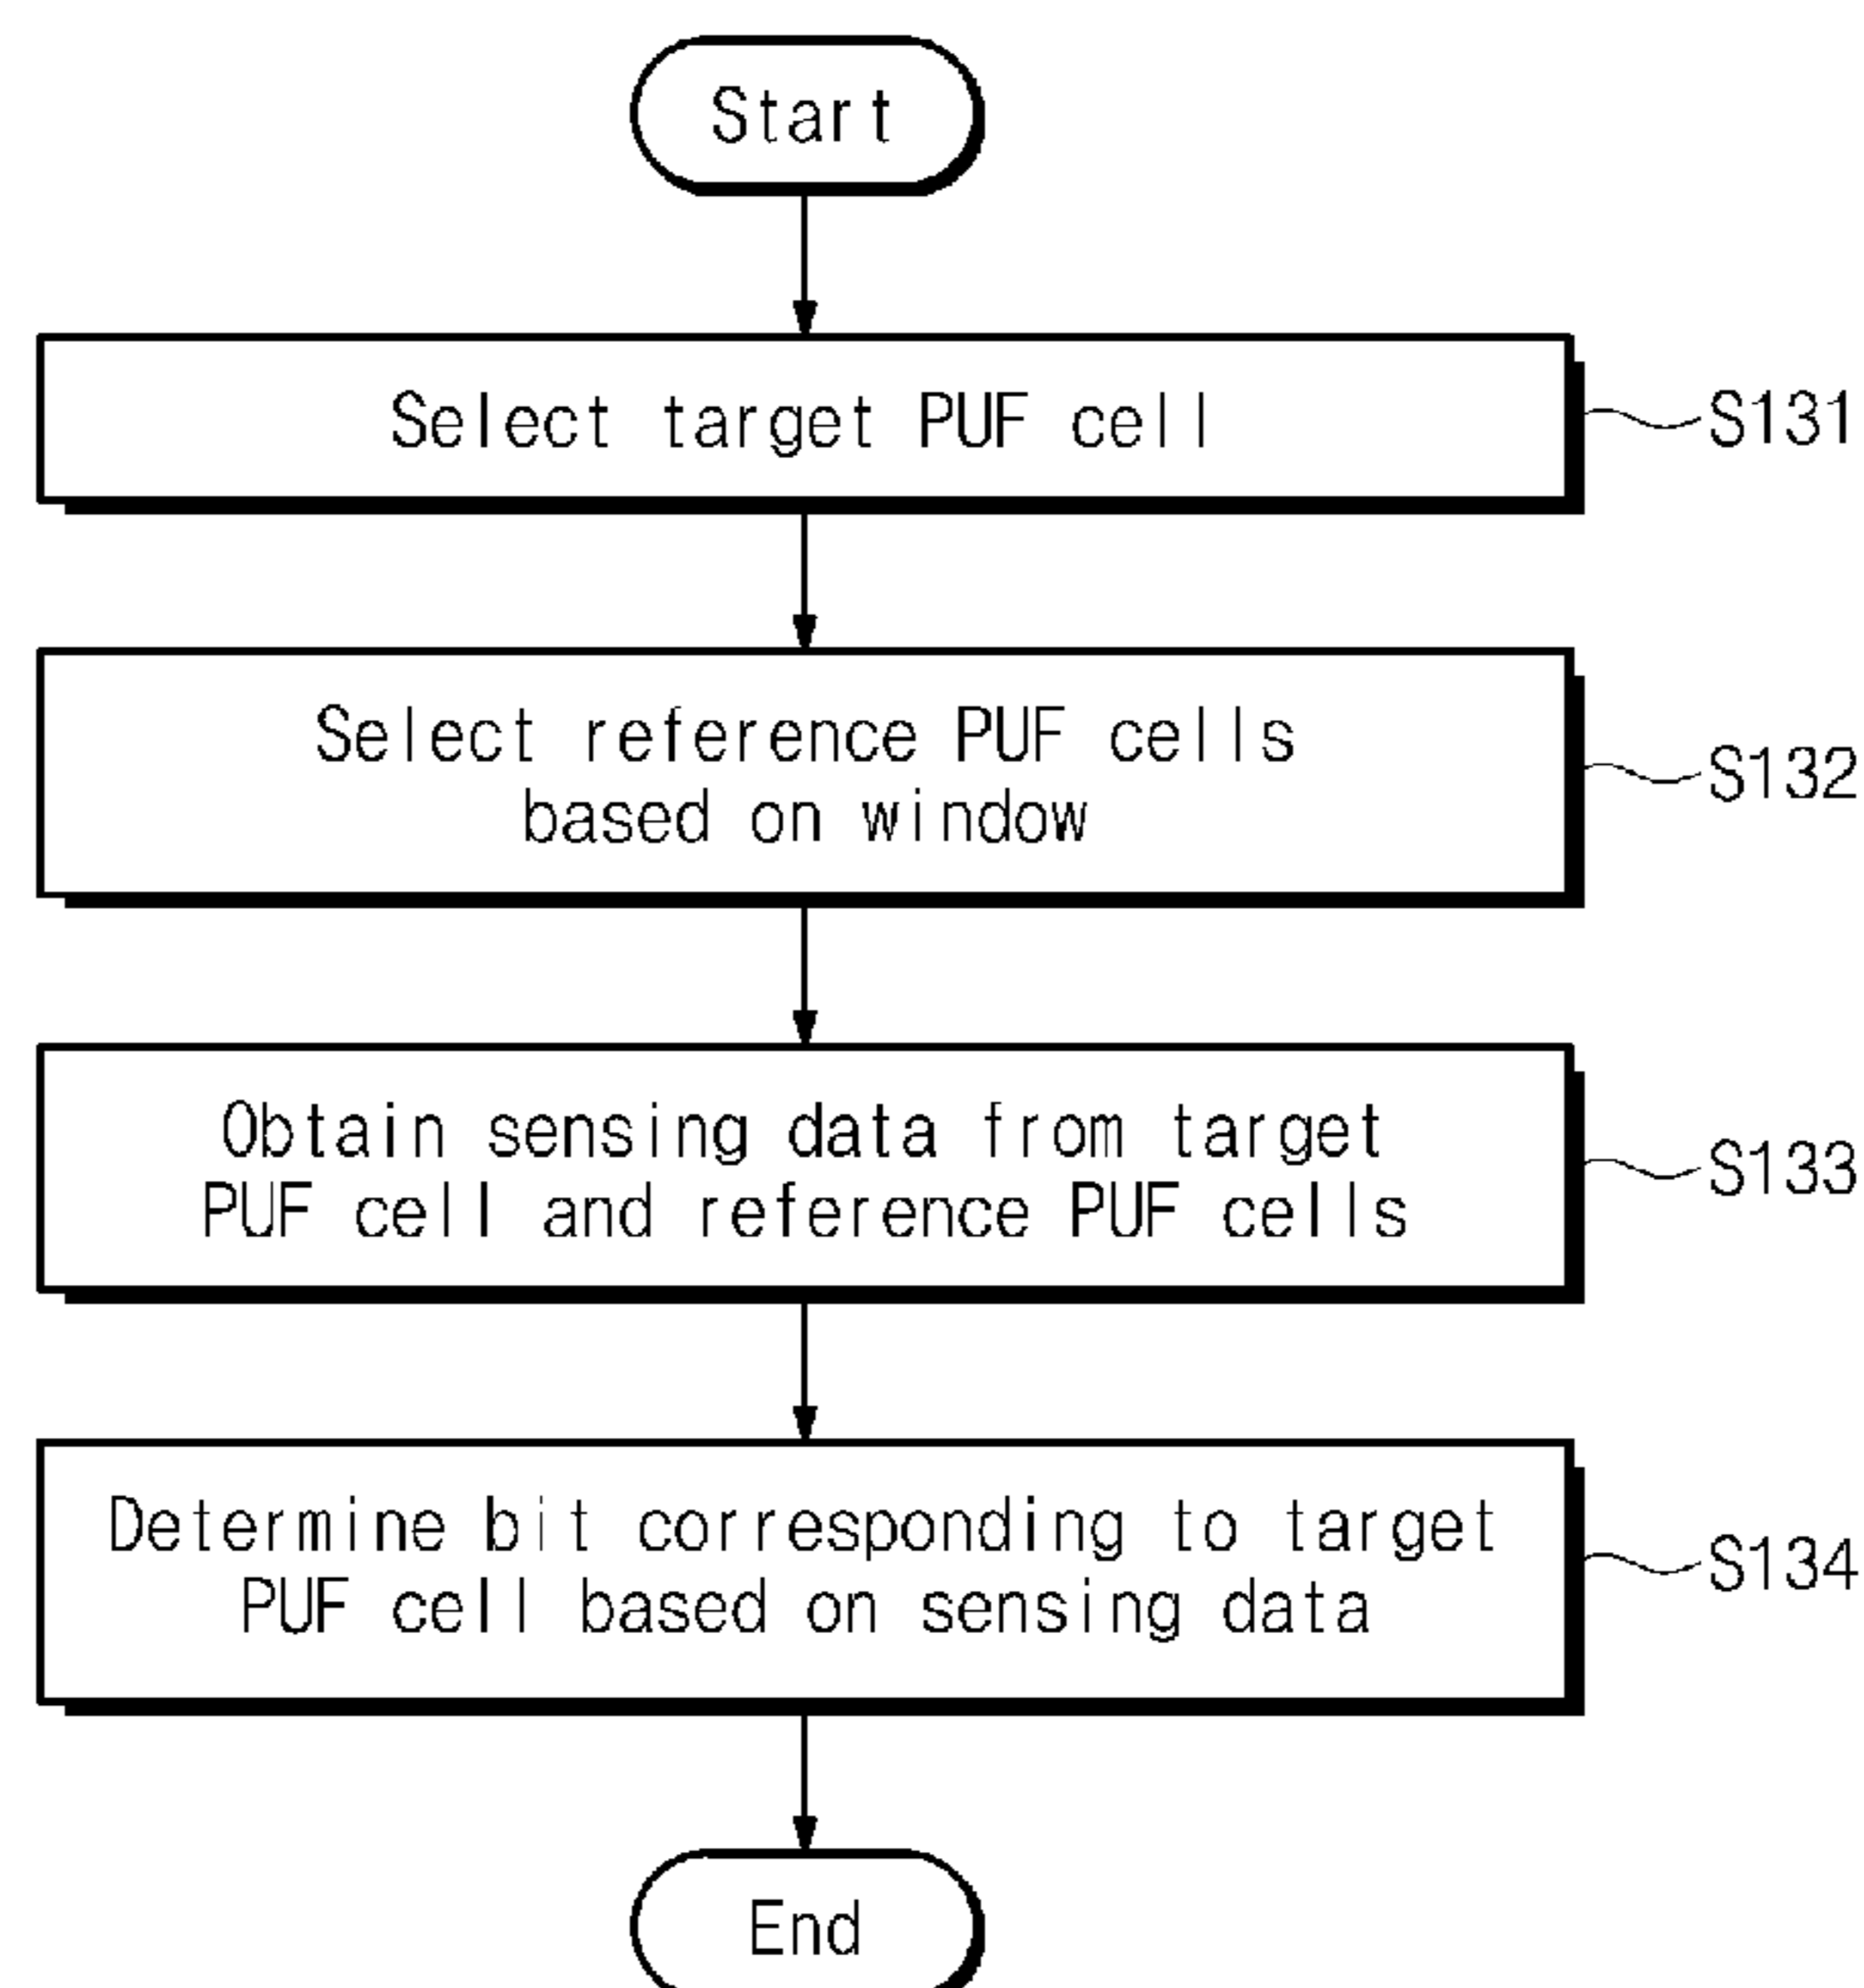 Start
Select target PUF cell
S131
Select reference PUF cells
based on window
S132
Obtain sensing data from target
PUF cell and reference PUF cells
S133
Determine bit corresponding to target
PUF cell based on sensing data
S134
End